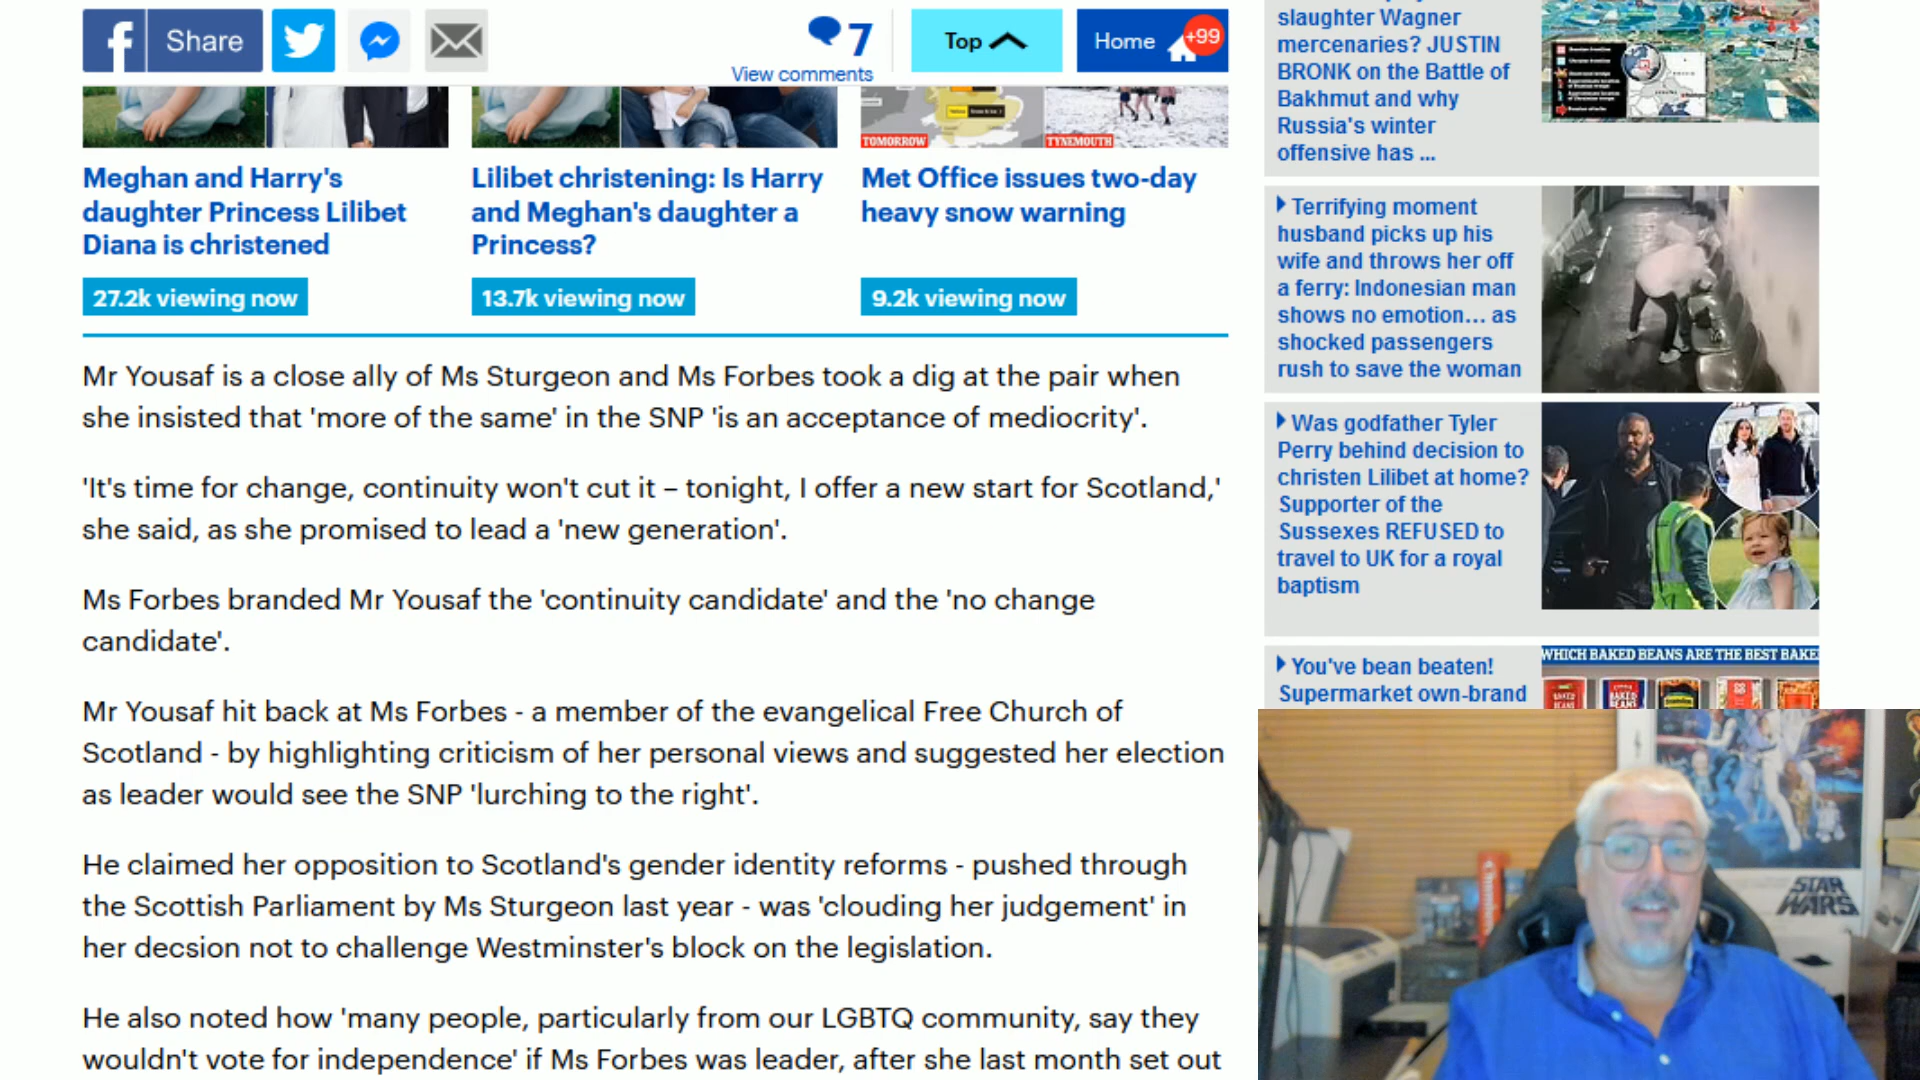 Share
7
View comments
Top
Home
+99
TOMORROW
TYNEMOUTH
Meghan and Harry's
daughter Princess Lilibet
Diana is christened
27.2k viewing now
Lilibet christening: Is Harry
and Meghan's daughter a
Princess?
13.7k viewing now
Met Office issues two-day
heavy snow warning
9.2k viewing now
Mr Yousaf is a close ally of Ms Sturgeon and Ms Forbes took a dig at the pair when
she insisted that 'more of the same' in the SNP 'is an acceptance of mediocrity'.
'It's time for change, continuity won't cut it – tonight, I offer a new start for Scotland,'
she said, as she promised to lead a 'new generation'.
Ms Forbes branded Mr Yousaf the 'continuity candidate' and the 'no change
candidate'.
Mr Yousaf hit back at Ms Forbes - a member of the evangelical Free Church of
Scotland - by highlighting criticism of her personal views and suggested her election
as leader would see the SNP 'lurching to the right'.
He claimed her opposition to Scotland's gender identity reforms - pushed through
the Scottish Parliament by Ms Sturgeon last year - was 'clouding her judgement' in
her decsion not to challenge Westminster's block on the legislation.
He also noted how 'many people, particularly from our LGBTQ community, say they
wouldn't vote for independence' if Ms Forbes was leader, after she last month set out
slaughter Wagner
mercenaries? JUSTIN
BRONK on the Battle of
Bakhmut and why
Russia's winter
offensive has ...
Terrifying moment
husband picks up his
wife and throws her off
a ferry: Indonesian man
shows no emotion... as
shocked passengers
rush to save the woman
Was godfather Tyler
Perry behind decision to
christen Lilibet at home?
Supporter of the
Sussexes REFUSED to
travel to UK for a royal
baptism
You've bean beaten!
Supermarket own-brand
WHICH BAKED BEANS ARE THE BEST BAKE
STAR
WARS